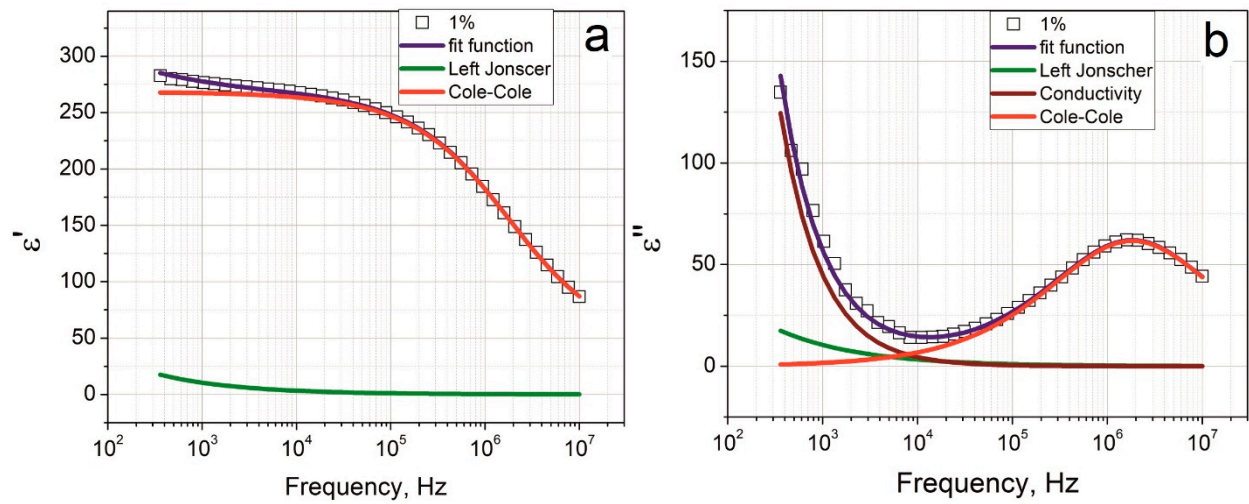 1%
fit function
Left Jonscer
Cole-Cole
a
300
250
200
150
100
50
0
ε'
10² 10³ 10⁴ 10⁵ 10⁶ 10⁷
Frequency, Hz
1%
fit function
Left Jonscher
Conductivity
Cole-Cole
b
150
100
50
0
ε"
10² 10³ 10⁴ 10⁵ 10⁶ 10⁷
Frequency, Hz